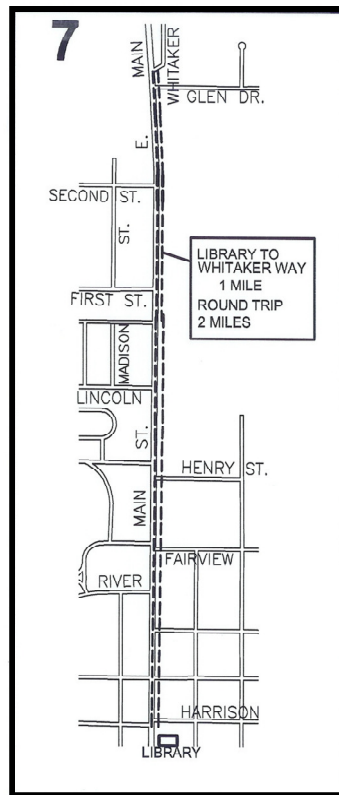 7
MAIN
WHITAKER
GLEN DR.
E.
SECOND ST.
ST.
LIBRARY TO
WHITAKER WAY
1 MILE
ROUND TRIP
2 MILES
FIRST ST.
MADISON
LINCOLN
ST.
HENRY ST.
MAIN
FAIRVIEW
RIVER
HARRISON
LIBRARY